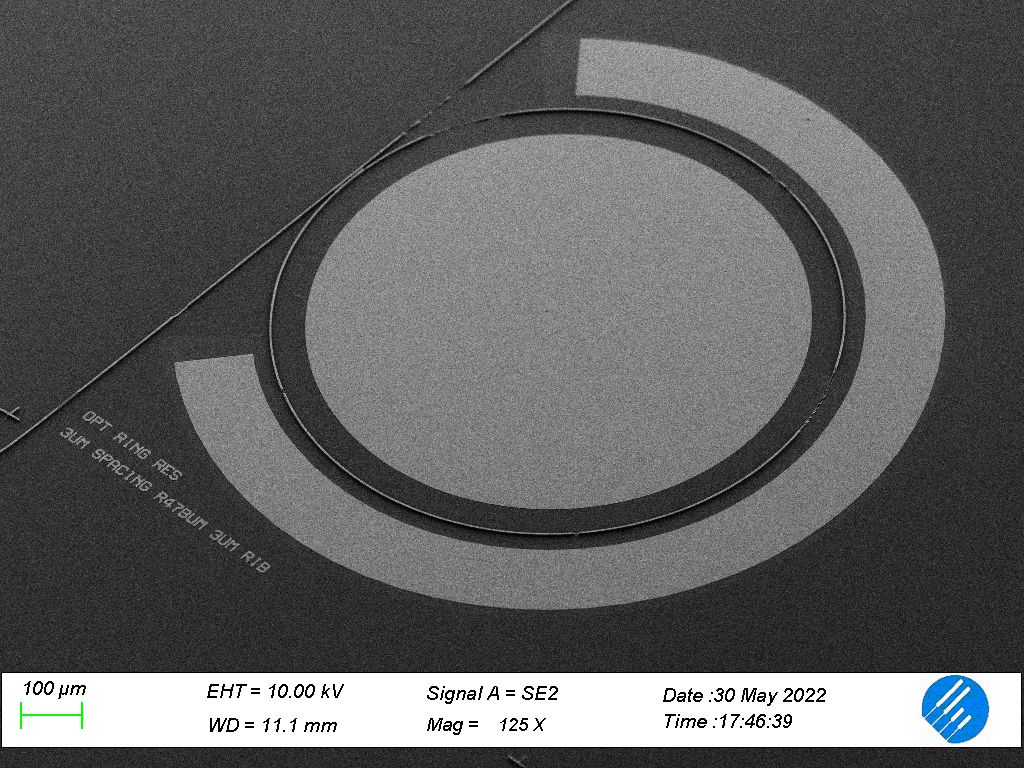 OPT RING RES
3UM SPACING R478UM 3UM RIB
100 µm
EHT = 10.00 kV
WD = 11.1 mm
Signal A = SE2
Mag = 125 X
Date :30 May 2022
Time :17:46:39